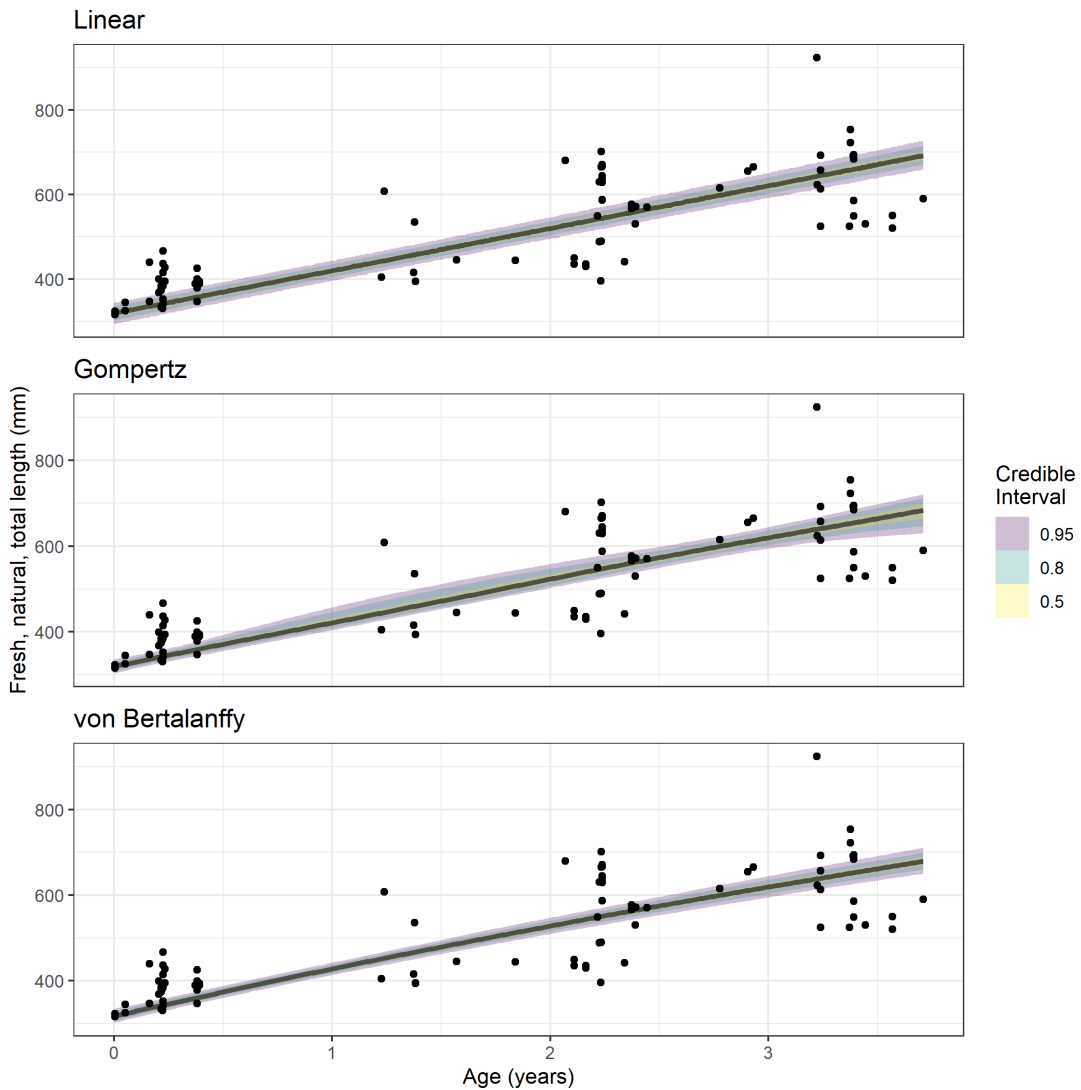 Linear
800
600
400
Gompertz
800
600
400
von Bertalanffy
800
600
400
0 1 2 3
Age (years)
Fresh, natural, total length (mm)
Credible
Interval
0.95
0.8
0.5